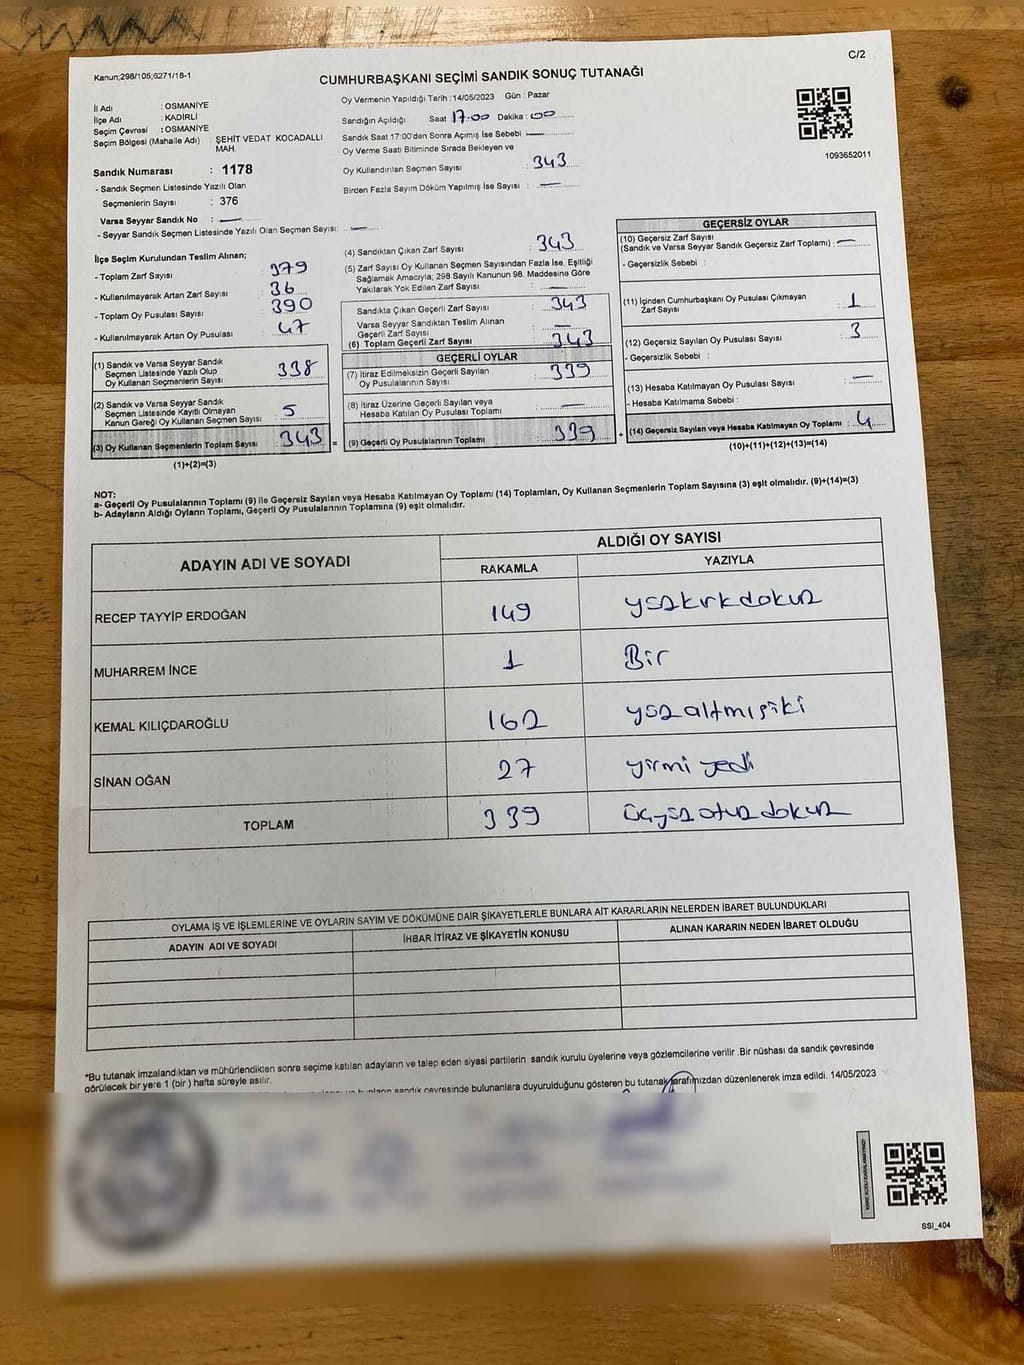 Kanun;298/105;6271/18-1
C/2
CUMHURBAŞKANI SEÇİMİ SANDIK SONUÇ TUTANAĞI
İl Adı : OSMANİYE
İlçe Adı : KADİRLİ
Seçim Çevresi : OSMANİYE
Seçim Bölgesi (Mahalle Adı) : ŞEHİT VEDAT KOCADALLI MAH.
Sandık Numarası : 1178
- Sandık Seçmen Listesinde Yazılı Olan
Seçmenlerin Sayısı : 376
Varsa Seyyar Sandık No :
- Seyyar Sandık Seçmen Listesinde Yazılı Olan Seçmen Sayısı:
Oy Vermenin Yapıldığı Tarih :14/05/2023 Gün : Pazar
Sandığın Açıldığı Saat 17:00 Dakika : 00
Sandık Saat 17:00'den Sonra Açımış İse Sebebi
Oy Verme Saati Bitiminde Sırada Bekleyen ve
Oy Kullandırılan Seçmen Sayısı : 343
Birden Fazla Sayım Döküm Yapılmış İse Sayısı :
1093652011
İlçe Seçim Kurulundan Teslim Alınan;
- Toplam Zarf Sayısı : 379
- Kullanılmayarak Artan Zarf Sayısı : 36
- Toplam Oy Pusulası Sayısı : 390
- Kullanılmayarak Artan Oy Pusulası : 47
(1) Sandık ve Varsa Seyyar Sandık
Seçmen Listesinde Yazılı Olup
Oy Kullanan Seçmenlerin Sayısı : 338
(2) Sandık ve Varsa Seyyar Sandık
Seçmen Listesinde Kayıtlı Olmayan
Kanun Gereği Oy Kullanan Seçmen Sayısı : 5
(3) Oy Kullanan Seçmenlerin Toplam Sayısı : 343 =
(1)+(2)=(3)
(4) Sandıktan Çıkan Zarf Sayısı : 343
(5) Zarf Sayısı Oy Kullanan Seçmen Sayısından Fazla İse, Eşitliği
Sağlamak Amacıyla; 298 Sayılı Kanunun 98. Maddesine Göre
Yakılarak Yok Edilen Zarf Sayısı :
Sandıkta Çıkan Geçerli Zarf Sayısı : 343
Varsa Seyyar Sandıktan Teslim Alınan
Geçerli Zarf Sayısı :
(6) Toplam Geçerli Zarf Sayısı : 343
GEÇERLİ OYLAR
(7) İtiraz Edilmeksizin Geçerli Sayılan
Oy Pusulalarının Sayısı : 339
(8) İtiraz Üzerine Geçerli Sayılan veya
Hesaba Katılan Oy Pusulası Toplamı :
(9) Geçerli Oy Pusulalarının Toplamı : 339 +
GEÇERSİZ OYLAR
(10) Geçersiz Zarf Sayısı
(Sandık ve Varsa Seyyar Sandık Geçersiz Zarf Toplamı) :
- Geçersizlik Sebebi :
(11) İçinden Cumhurbaşkanı Oy Pusulası Çıkmayan
Zarf Sayısı : 1
(12) Geçersiz Sayılan Oy Pusulası Sayısı : 3
- Geçersizlik Sebebi :
(13) Hesaba Katılmayan Oy Pusulası Sayısı :
- Hesaba Katılmama Sebebi :
(14) Geçersiz Sayılan veya Hesaba Katılmayan Oy Toplamı : 4
(10)+(11)+(12)+(13)=(14)
NOT:
a- Geçerli Oy Pusulalarının Toplamı (9) ile Geçersiz Sayılan veya Hesaba Katılmayan Oy Toplamı (14) Toplamları, Oy Kullanan Seçmenlerin Toplam Sayısına (3) eşit olmalıdır. (9)+(14)=(3)
b- Adayların Aldığı Oyların Toplamı, Geçerli Oy Pusulalarının Toplamına (9) eşit olmalıdır.
ADAYIN ADI VE SOYADI
ALDIĞI OY SAYISI
RAKAMLA YAZIYLA
RECEP TAYYİP ERDOĞAN 149 yüzkırkdokuz
MUHARREM İNCE 1 Bir
KEMAL KILIÇDAROĞLU 162 yüzaltmışiki
SİNAN OĞAN 27 yirmi yedi
TOPLAM 339 üçyüz otuz dokuz
OYLAMA İŞ VE İŞLEMLERİNE VE OYLARIN SAYIM VE DÖKÜMÜNE DAİR ŞİKAYETLERLE BUNLARA AİT KARARLARIN NELERDEN İBARET BULUNDUKLARI
ADAYIN ADI VE SOYADI İHBAR İTİRAZ VE ŞİKAYETİN KONUSU ALINAN KARARIN NEDEN İBARET OLDUĞU
*Bu tutanak imzalandıktan ve mühürlendikten sonra seçime katılan adayların ve talep eden siyasi partilerin sandık kurulu üyelerine veya gözlemcilerine verilir .Bir nüshası da sandık çevresinde
görülecek bir yere 1 (bir ) hafta süreyle asılır.
bunların sandık çevresinde bulunanlara duyurulduğunu gösteren bu tutanak tarafımızdan düzenlenerek imza edildi. 14/05/2023
SSI_404